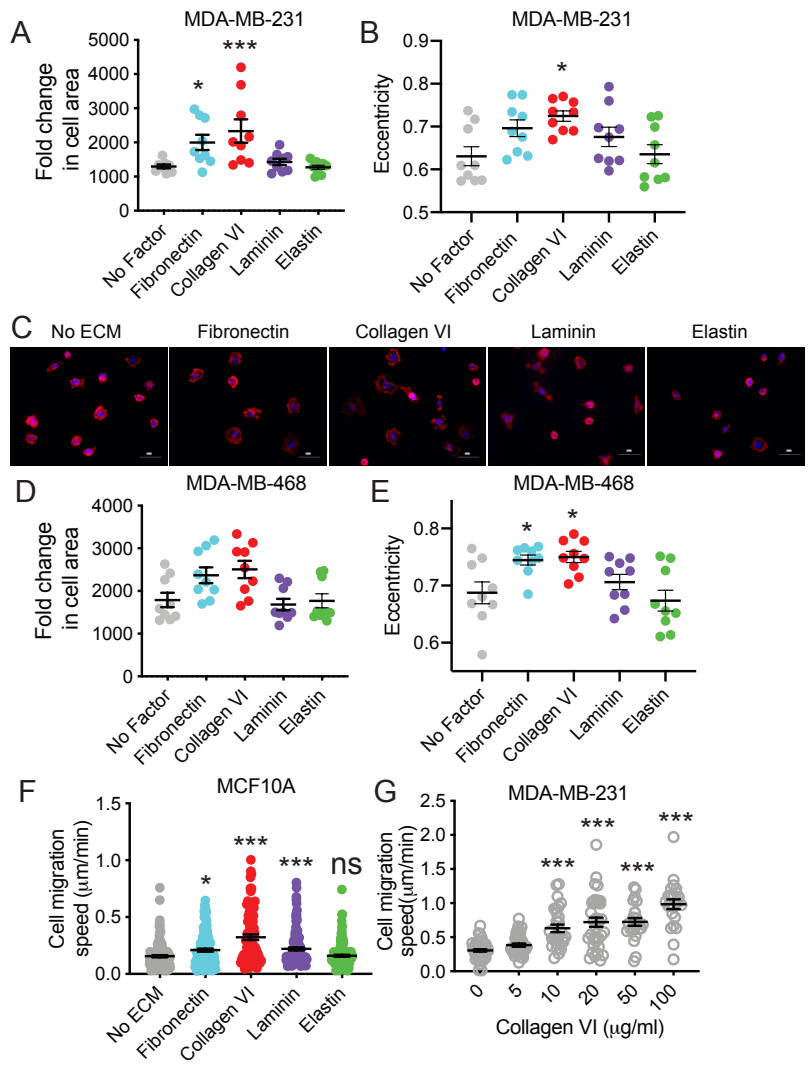 A
MDA-MB-231
Fold change
in cell area
5000
4000
3000
2000
1000
0
*
***
No Factor
Fibronectin
Collagen VI
Laminin
Elastin
B
MDA-MB-231
Eccentricity
0.9
0.8
0.7
0.6
0.5
*
No Factor
Fibronectin
Collagen VI
Laminin
Elastin
C
No ECM
Fibronectin
Collagen VI
Laminin
Elastin
D
MDA-MB-468
Fold change
in cell area
4000
3000
2000
1000
0
No Factor
Fibronectin
Collagen VI
Laminin
Elastin
E
MDA-MB-468
Eccentricity
0.8
0.7
0.6
*
*
No Factor
Fibronectin
Collagen VI
Laminin
Elastin
F
MCF10A
Cell migration
speed (μm/min)
1.5
1.0
0.5
0.0
*
***
***
ns
No ECM
Fibronectin
Collagen VI
Laminin
Elastin
G
MDA-MB-231
Cell migration
speed(μm/min)
2.5
2.0
1.5
1.0
0.5
0.0
***
***
***
***
0
5
10
20
50
100
Collagen VI (μg/ml)